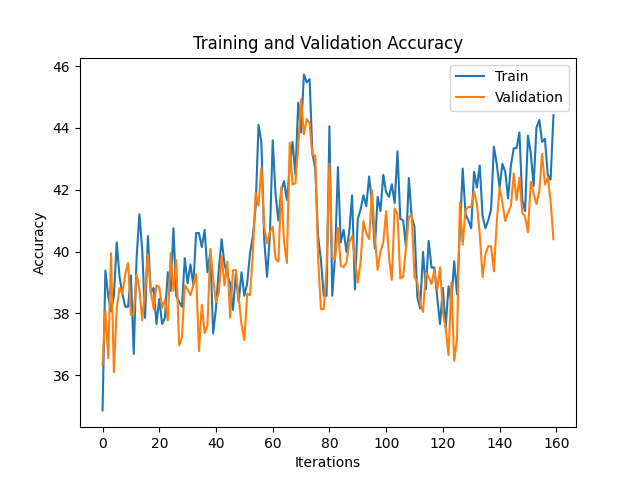 Training and Validation Accuracy
46
44
42
40
38
36
Accuracy
Train
Validation
0 20 40 60 80 100 120 140 160
Iterations